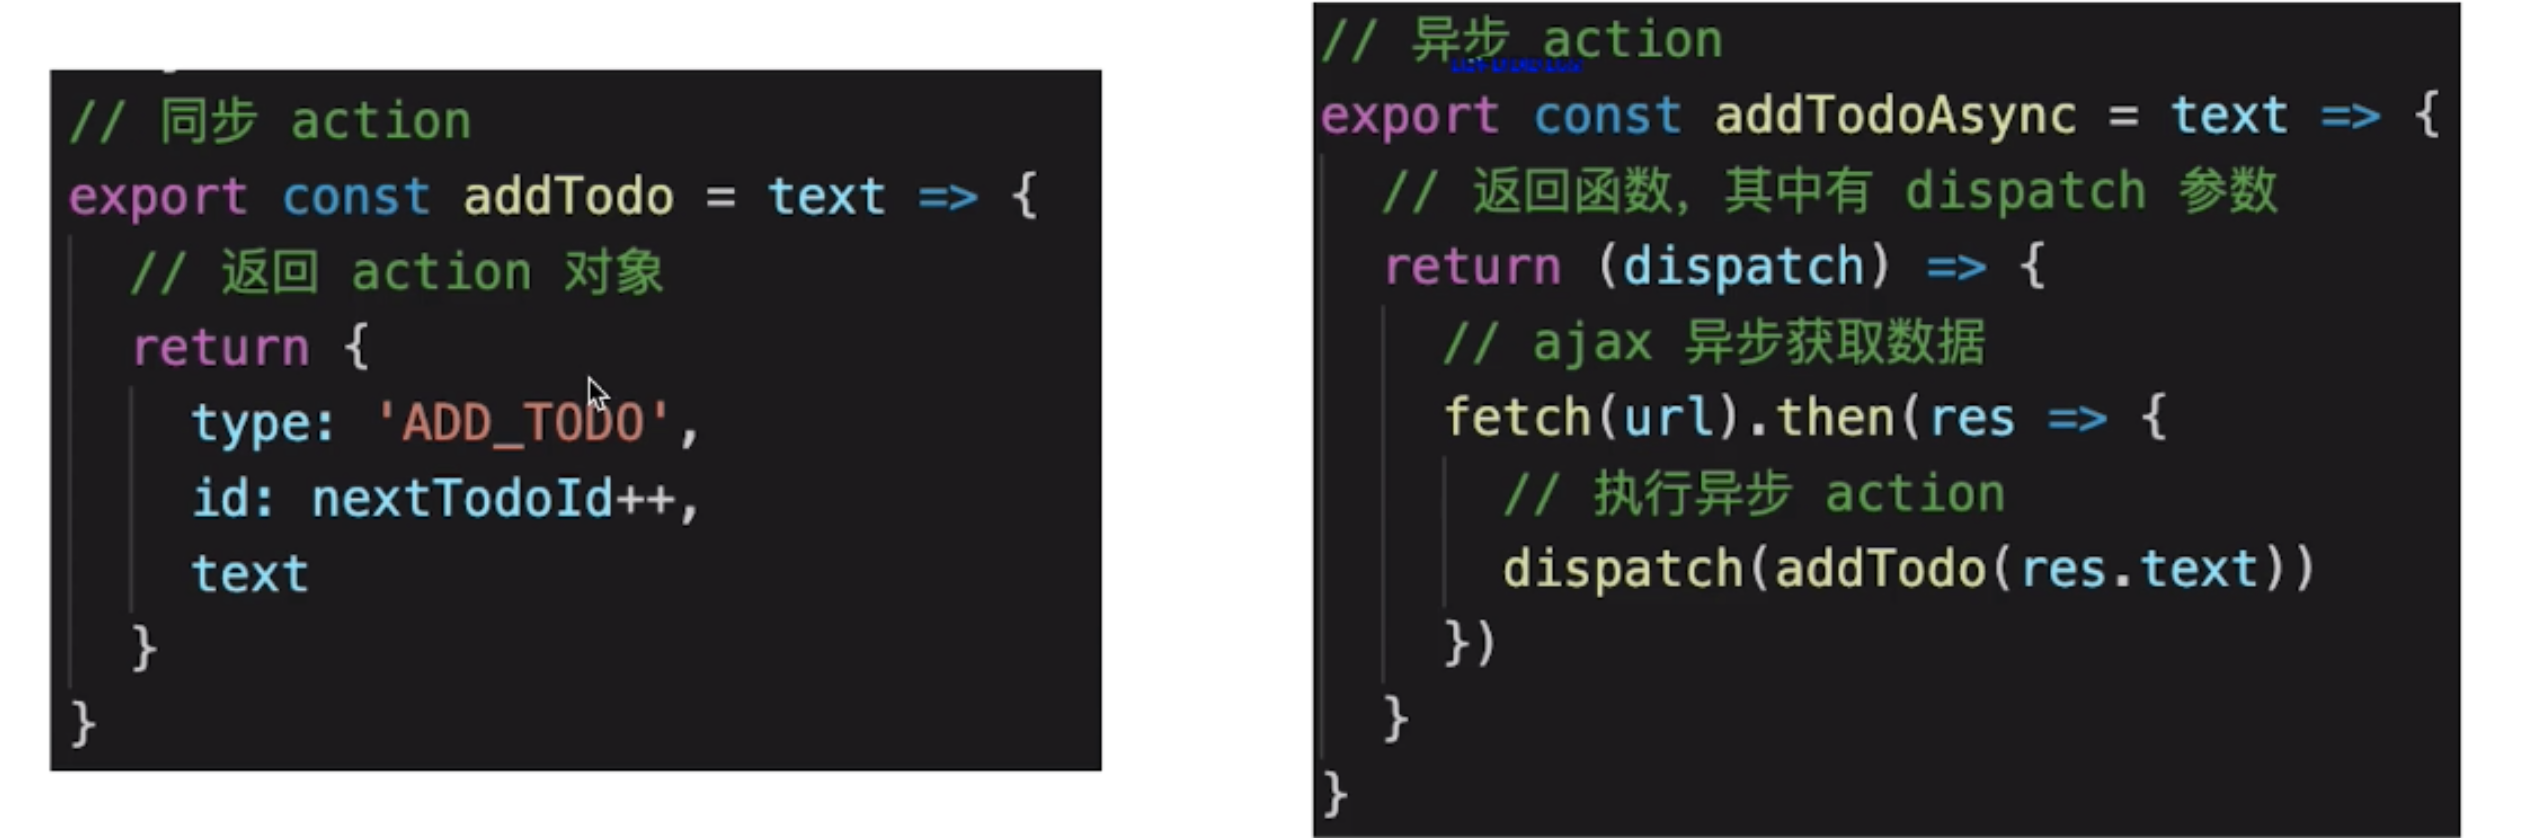 // 同步 action
export const addTodo = text => {
// 返回 action 对象
return {
type: 'ADD_TODO',
id: nextTodoId++,
text
}
}
// 异步 action
export const addTodoAsync = text => {
// 返回函数，其中有 dispatch 参数
return (dispatch) => {
// ajax 异步获取数据
fetch(url).then(res => {
// 执行异步 action
dispatch(addTodo(res.text))
})
}
}